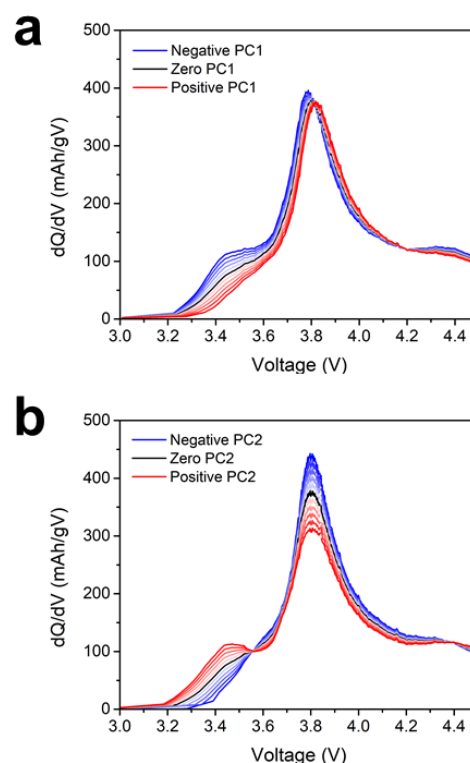 a
500
400
300
200
100
0
dQ/dV (mAh/gV)
Negative PC1
Zero PC1
Positive PC1
3.0 3.2 3.4 3.6 3.8 4.0 4.2 4.4
Voltage (V)
b
500
400
300
200
100
0
dQ/dV (mAh/gV)
Negative PC2
Zero PC2
Positive PC2
3.0 3.2 3.4 3.6 3.8 4.0 4.2 4.4
Voltage (V)